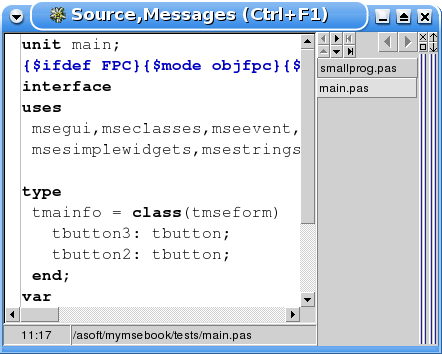 Source,Messages (Ctrl+F1)
unit main;
{$ifdef FPC}{$mode objfpc}{$
interface
uses
msegui,mseclasses,mseevent,
msesimplewidgets,msestrings
type
tmainfo = class(tmseform)
tbutton3: tbutton;
tbutton2: tbutton;
end;
var
smallprog.pas
main.pas
11:17
/asoft/mymsebook/tests/main.pas